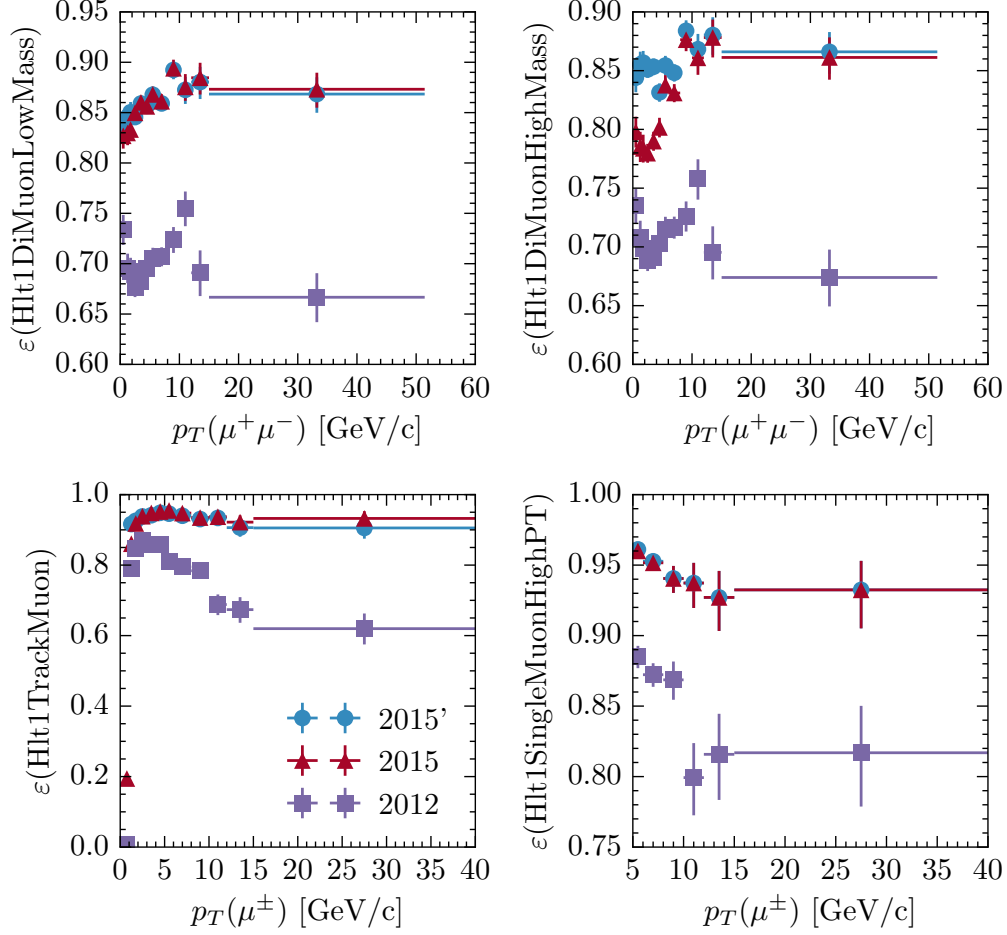 ε(Hlt1DiMuonLowMass)
0.95
0.90
0.85
0.80
0.75
0.70
0.65
0.60
0 10 20 30 40 50 60
p_T(μ⁺μ⁻) [GeV/c]
ε(Hlt1DiMuonHighMass)
0.90
0.85
0.80
0.75
0.70
0.65
0.60
0 10 20 30 40 50 60
p_T(μ⁺μ⁻) [GeV/c]
ε(Hlt1TrackMuon)
1.0
0.8
0.6
0.4
0.2
0.0
2015’
2015
2012
0 5 10 15 20 25 30 35 40
p_T(μ^±) [GeV/c]
ε(Hlt1SingleMuonHighPT)
1.00
0.95
0.90
0.85
0.80
0.75
5 10 15 20 25 30 35 40
p_T(μ^±) [GeV/c]